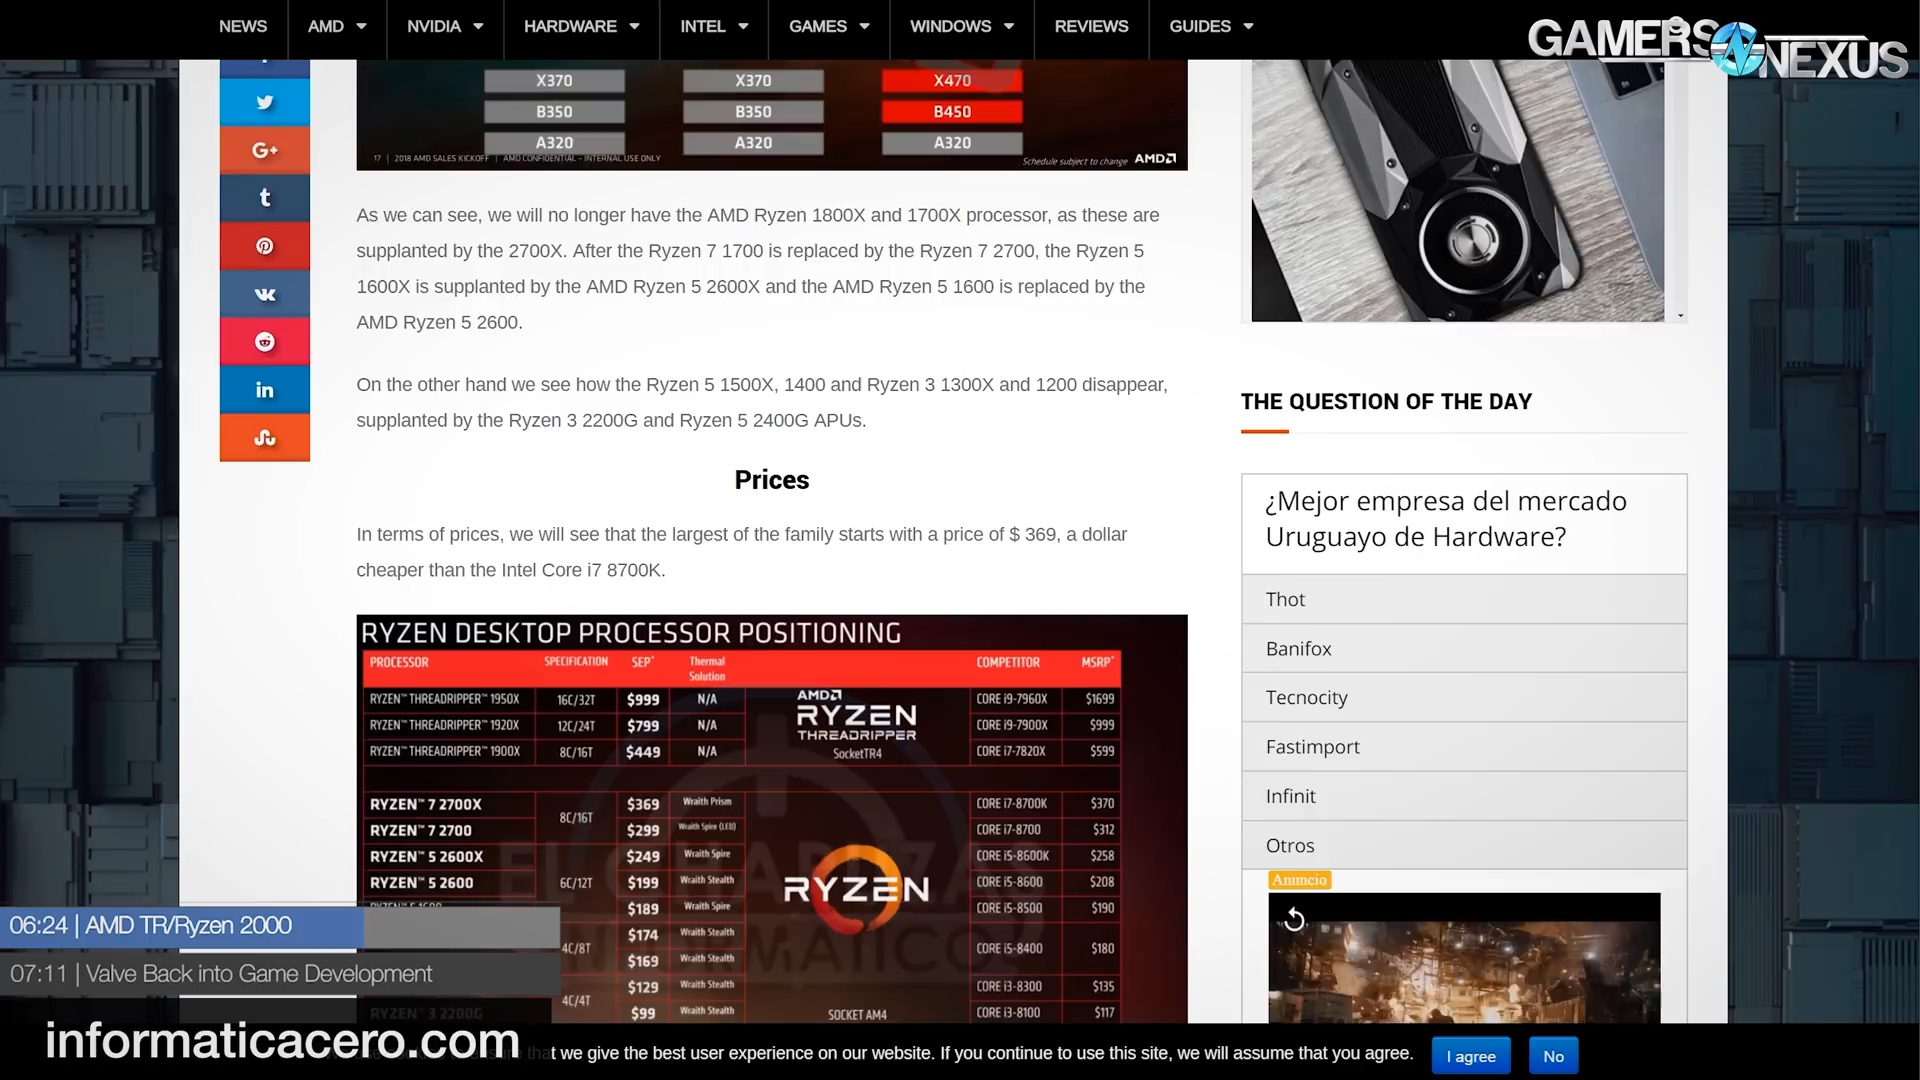 NEWS
AMD
NVIDIA
HARDWARE
INTEL
GAMES
WINDOWS
REVIEWS
GUIDES
GAMERS NEXUS
X370 X370 X470
B350 B350 B450
A320 A320 A320
17 | 2018 AMD SALES KICKOFF | AMD CONFIDENTIAL - INTERNAL USE ONLY
Schedule subject to change AMD
G+
t
in
As we can see, we will no longer have the AMD Ryzen 1800X and 1700X processor, as these are
supplanted by the 2700X. After the Ryzen 7 1700 is replaced by the Ryzen 7 2700, the Ryzen 5
1600X is supplanted by the AMD Ryzen 5 2600X and the AMD Ryzen 5 1600 is replaced by the
AMD Ryzen 5 2600.
On the other hand we see how the Ryzen 5 1500X, 1400 and Ryzen 3 1300X and 1200 disappear,
supplanted by the Ryzen 3 2200G and Ryzen 5 2400G APUs.
Prices
In terms of prices, we will see that the largest of the family starts with a price of $ 369, a dollar
cheaper than the Intel Core i7 8700K.
RYZEN DESKTOP PROCESSOR POSITIONING
PROCESSOR SPECIFICATION SEP* Thermal Solution COMPETITOR MSRP*
RYZEN™ THREADRIPPER™ 1950X 16C/32T $999 N/A CORE i9-7960X $1699
RYZEN™ THREADRIPPER™ 1920X 12C/24T $799 N/A CORE i9-7900X $999
RYZEN™ THREADRIPPER™ 1900X 8C/16T $449 N/A CORE i7-7820X $599
AMD
RYZEN
THREADRIPPER
SocketTR4
RYZEN™ 7 2700X 8C/16T $369 Wraith Prism CORE i7-8700K $370
RYZEN™ 7 2700 $299 Wraith Spire (LED) CORE i7-8700 $312
RYZEN™ 5 2600X 6C/12T $249 Wraith Spire CORE i5-8600K $258
RYZEN™ 5 2600 $199 Wraith Stealth CORE i5-8600 $208
$189 Wraith Spire CORE i5-8500 $190
4C/8T $174 Wraith Stealth CORE i5-8400 $180
$169 Wraith Stealth
4C/4T $129 Wraith Stealth CORE i3-8300 $135
RYZEN™ 3 2200G $99 Wraith Stealth CORE i3-8100 $117
RYZEN
SOCKET AM4
THE QUESTION OF THE DAY
¿Mejor empresa del mercado
Uruguayo de Hardware?
Thot
Banifox
Tecnocity
Fastimport
Infinit
Otros
Anuncio
06:24 | AMD TR/Ryzen 2000
07:11 | Valve Back into Game Development
informaticacero.com
that we give the best user experience on our website. If you continue to use this site, we will assume that you agree.
I agree
No